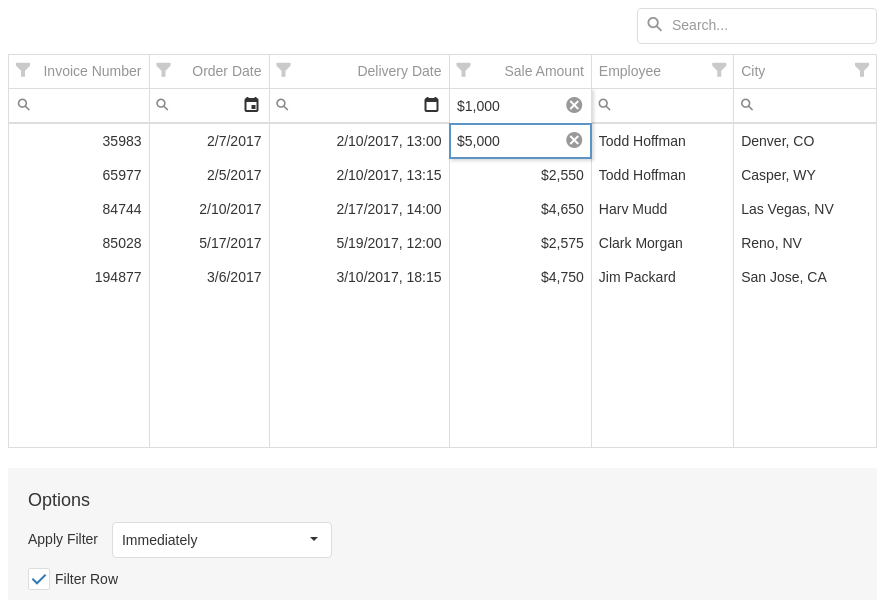 Search...
Invoice Number Order Date Delivery Date Sale Amount Employee City
$1,000
35983 2/7/2017 2/10/2017, 13:00 $5,000 Todd Hoffman Denver, CO
65977 2/5/2017 2/10/2017, 13:15 $2,550 Todd Hoffman Casper, WY
84744 2/10/2017 2/17/2017, 14:00 $4,650 Harv Mudd Las Vegas, NV
85028 5/17/2017 5/19/2017, 12:00 $2,575 Clark Morgan Reno, NV
194877 3/6/2017 3/10/2017, 18:15 $4,750 Jim Packard San Jose, CA
Options
Apply Filter Immediately
Filter Row